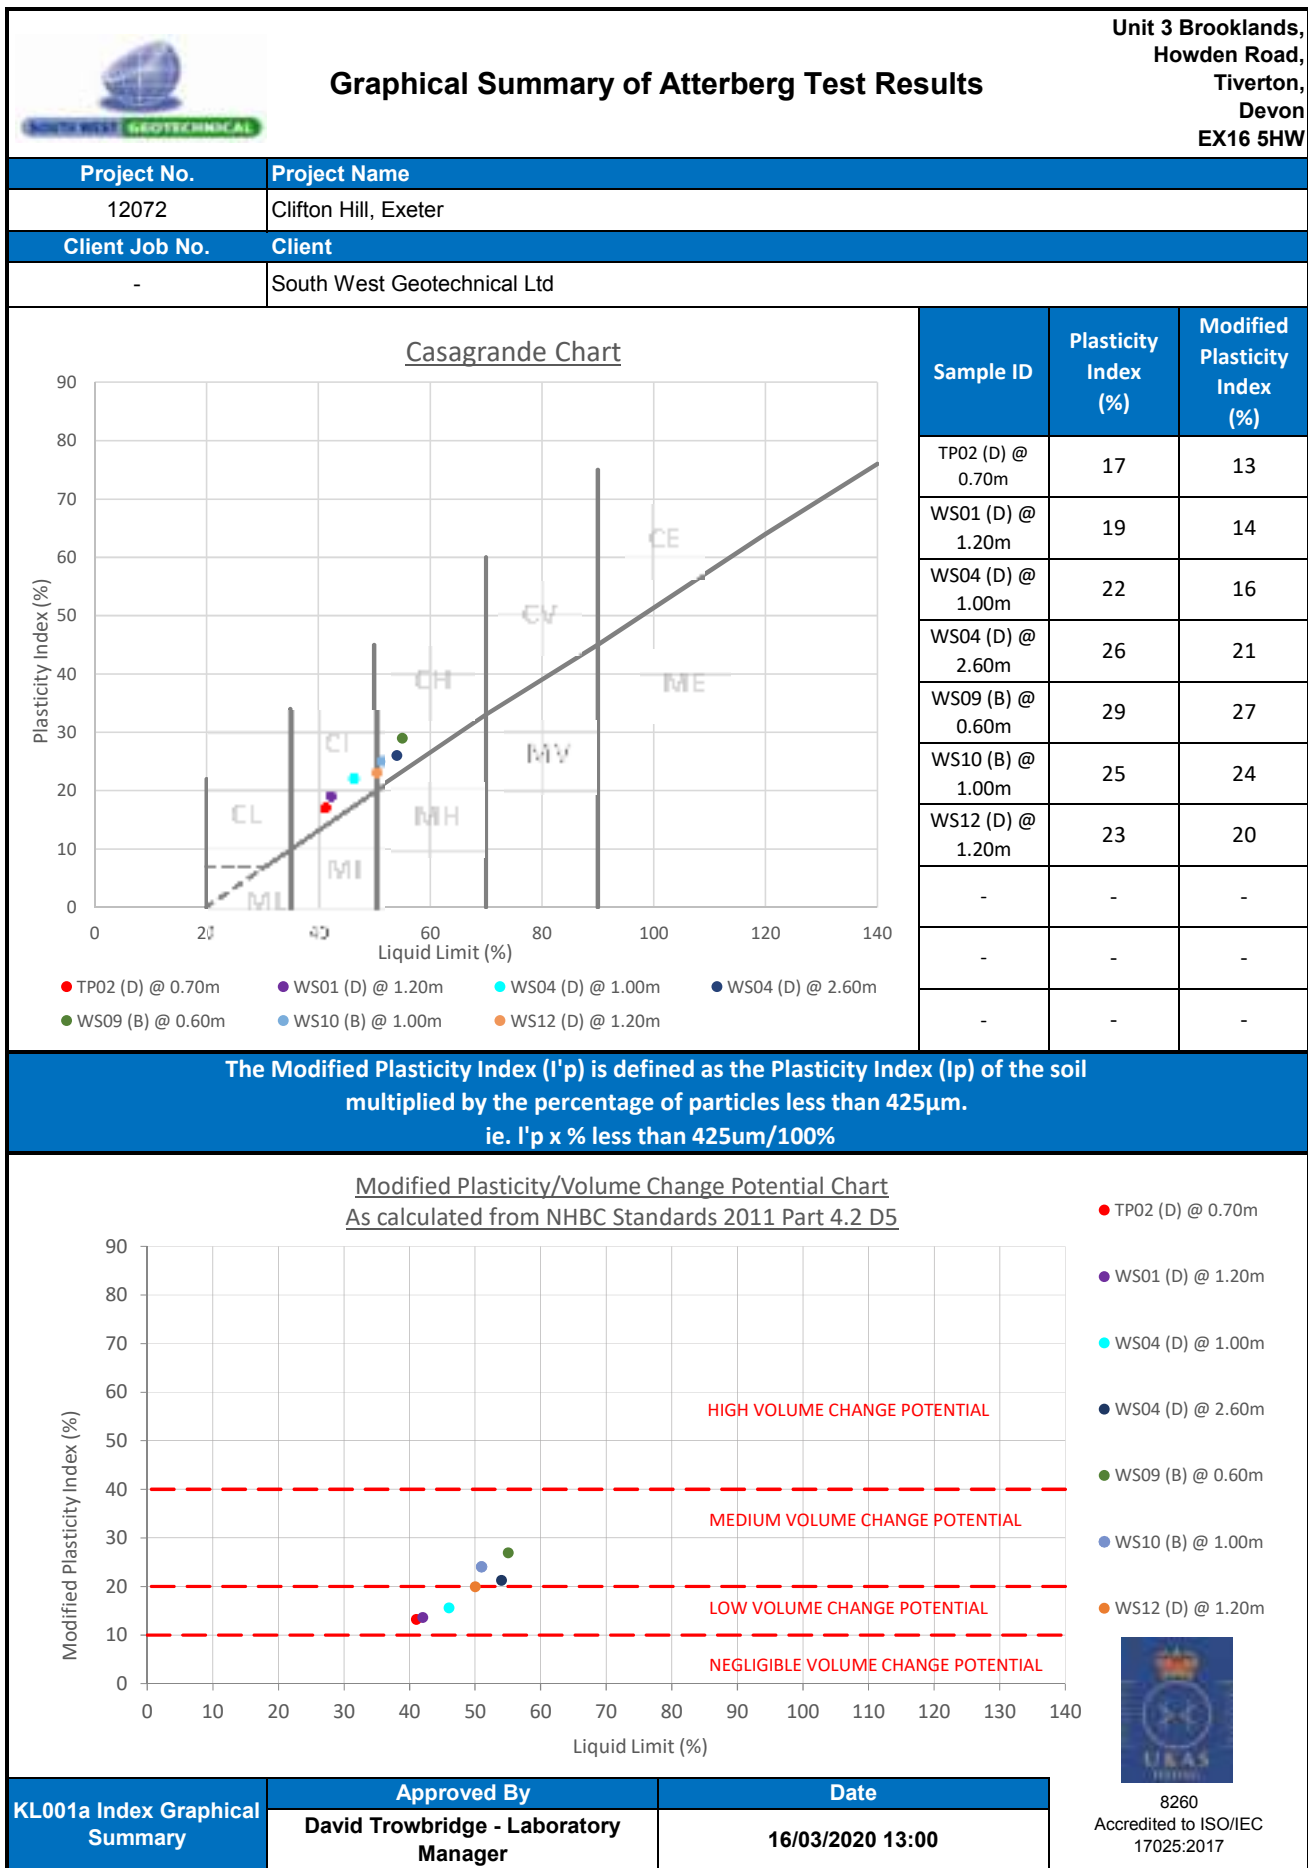 SOUTH WEST GEOTECHNICAL
Graphical Summary of Atterberg Test Results
Unit 3 Brooklands,
Howden Road,
Tiverton,
Devon
EX16 5HW
Project No.
Project Name
12072
Clifton Hill, Exeter
Client Job No.
Client
-
South West Geotechnical Ltd
Casagrande Chart
90
80
70
60
50
40
30
20
10
0
Plasticity Index (%)
CE
CV
CH
ME
CI
MV
CL
MH
MI
ML
0 20 40 60 80 100 120 140
Liquid Limit (%)
TP02 (D) @ 0.70m
WS01 (D) @ 1.20m
WS04 (D) @ 1.00m
WS04 (D) @ 2.60m
WS09 (B) @ 0.60m
WS10 (B) @ 1.00m
WS12 (D) @ 1.20m
Sample ID
Plasticity
Index
(%)
Modified
Plasticity
Index
(%)
TP02 (D) @
0.70m
17
13
WS01 (D) @
1.20m
19
14
WS04 (D) @
1.00m
22
16
WS04 (D) @
2.60m
26
21
WS09 (B) @
0.60m
29
27
WS10 (B) @
1.00m
25
24
WS12 (D) @
1.20m
23
20
- - -
- - -
- - -
The Modified Plasticity Index (I'p) is defined as the Plasticity Index (Ip) of the soil
multiplied by the percentage of particles less than 425µm.
ie. I'p x % less than 425um/100%
Modified Plasticity/Volume Change Potential Chart
As calculated from NHBC Standards 2011 Part 4.2 D5
90
80
70
60
50
40
30
20
10
0
Modified Plasticity Index (%)
HIGH VOLUME CHANGE POTENTIAL
MEDIUM VOLUME CHANGE POTENTIAL
LOW VOLUME CHANGE POTENTIAL
NEGLIGIBLE VOLUME CHANGE POTENTIAL
0 10 20 30 40 50 60 70 80 90 100 110 120 130 140
Liquid Limit (%)
TP02 (D) @ 0.70m
WS01 (D) @ 1.20m
WS04 (D) @ 1.00m
WS04 (D) @ 2.60m
WS09 (B) @ 0.60m
WS10 (B) @ 1.00m
WS12 (D) @ 1.20m
UKAS
TESTING
8260
Accredited to ISO/IEC
17025:2017
KL001a Index Graphical
Summary
Approved By
David Trowbridge - Laboratory
Manager
Date
16/03/2020 13:00